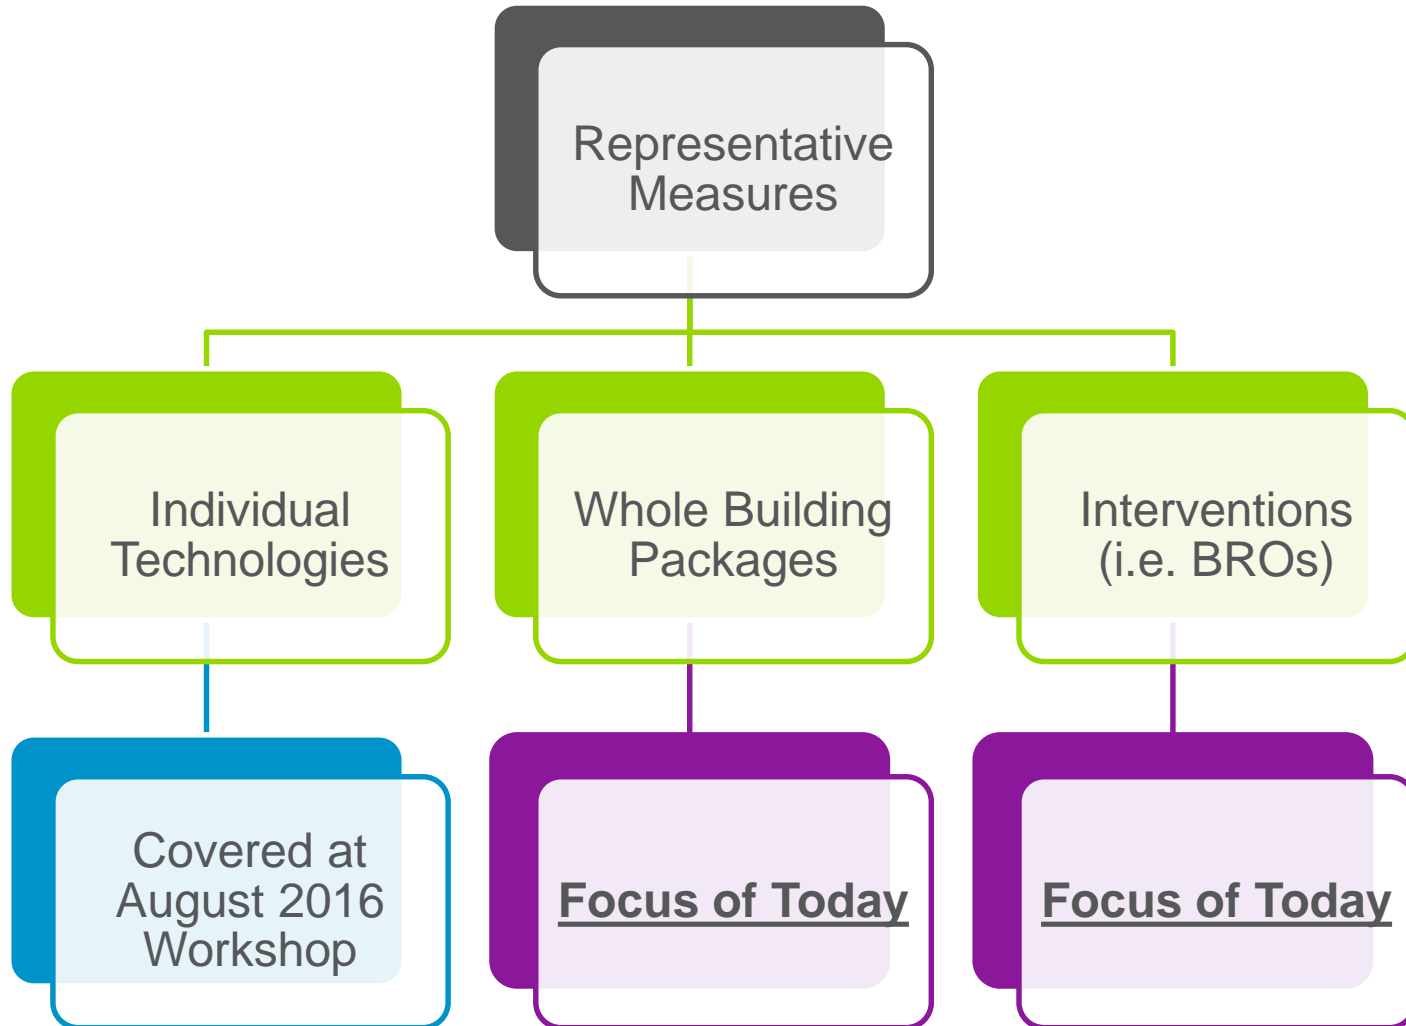 Representative
Measures
Individual
Technologies
Whole Building
Packages
Interventions
(i.e. BROs)
Covered at
August 2016
Workshop
Focus of Today
Focus of Today